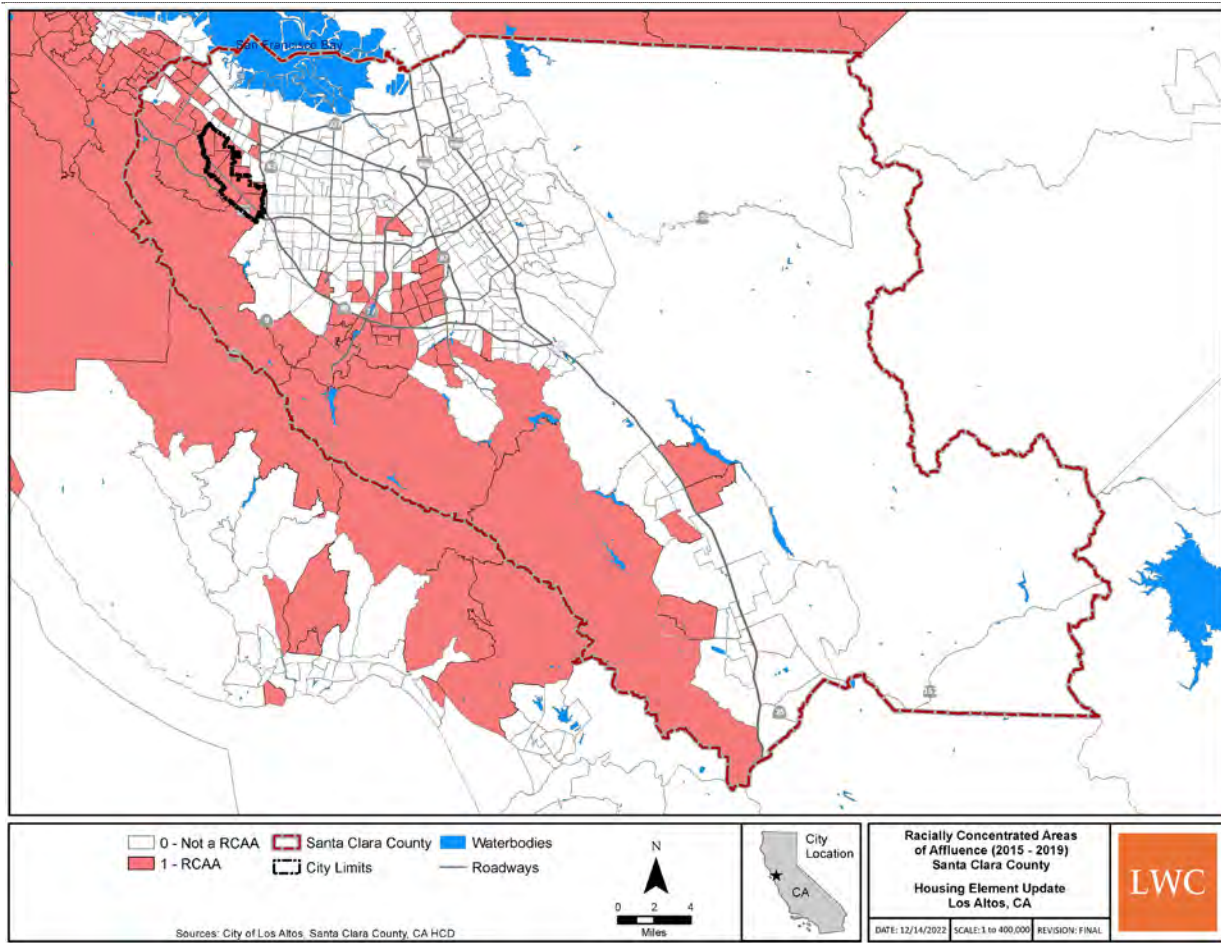 San Francisco Bay
0 - Not a RCAA
Santa Clara County
Waterbodies
1 - RCAA
City Limits
Roadways
N
0 2 4
Miles
City
Location
CA
Racially Concentrated Areas
of Affluence (2015 - 2019)
Santa Clara County
Housing Element Update
Los Altos, CA
LWC
Sources: City of Los Altos, Santa Clara County, CA HCD
DATE: 12/14/2022
SCALE: 1 to 400,000
REVISION: FINAL